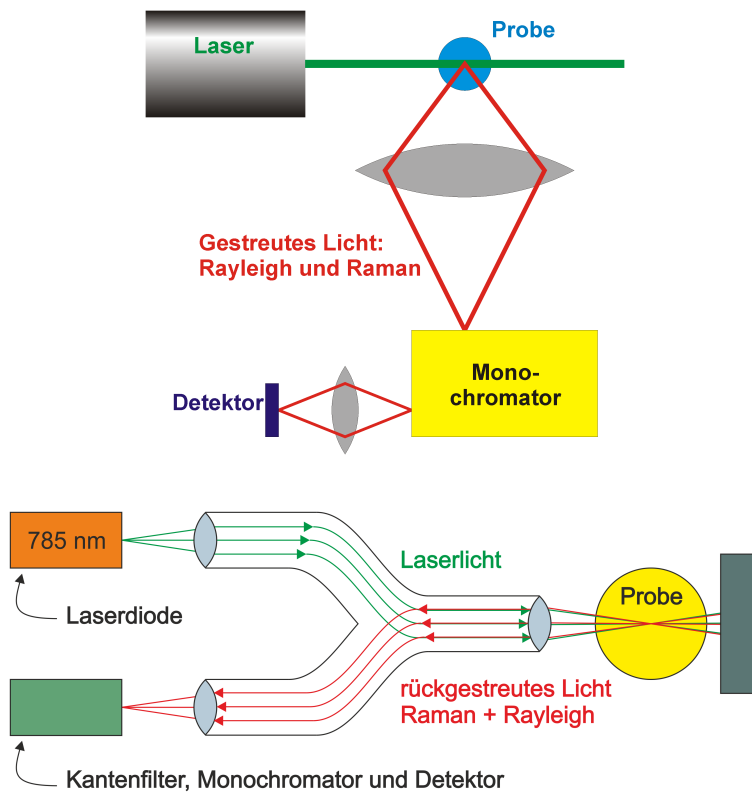 Laser
Probe
Gestreutes Licht:
Rayleigh und Raman
Mono-
chromator
Detektor
785 nm
Laserdiode
Laserlicht
Probe
rückgestreutes Licht
Raman + Rayleigh
Kantenfilter, Monochromator und Detektor